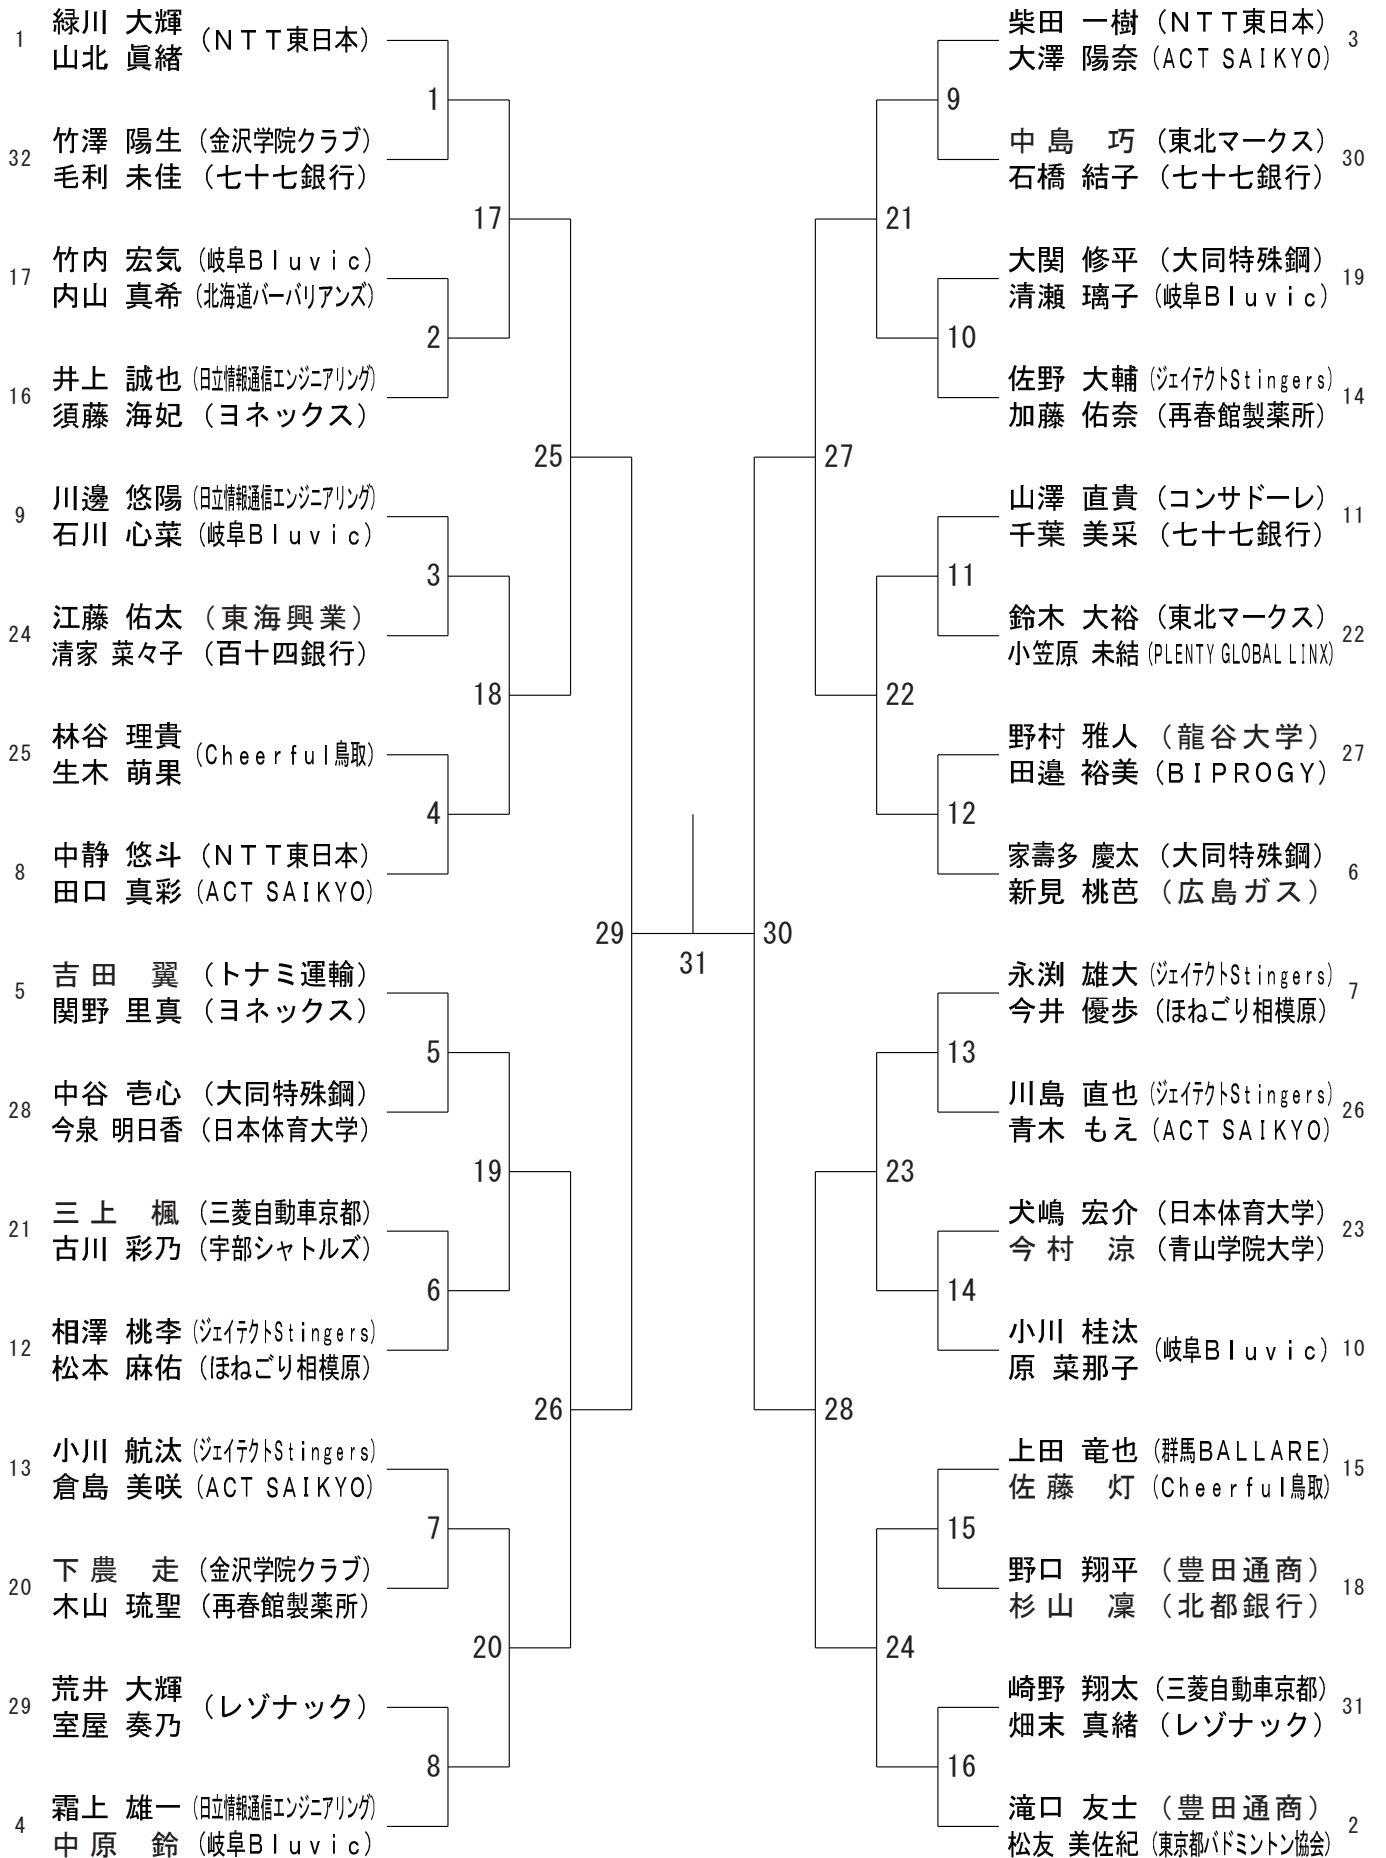 1 緑川 大輝 (ＮＴＴ東日本)
山北 眞緒
1
32 竹澤 陽生 (金沢学院クラブ)
毛利 未佳 (七十七銀行)
17
17 竹内 宏気 (岐阜Ｂｌｕｖｉｃ)
内山 真希 (北海道バーバリアンズ)
2
16 井上 誠也 (日立情報通信エンジニアリング)
須藤 海妃 (ヨネックス)
25
9 川邊 悠陽 (日立情報通信エンジニアリング)
石川 心菜 (岐阜Ｂｌｕｖｉｃ)
3
24 江藤 佑太 (東海興業)
清家 菜々子 (百十四銀行)
18
25 林谷 理貴 (Ｃｈｅｅｒｆｕｌ鳥取)
生木 萌果
4
8 中静 悠斗 (ＮＴＴ東日本)
田口 真彩 (ACT SAIKYO)
29
5 吉田 翼 (トナミ運輸)
関野 里真 (ヨネックス)
5
28 中谷 壱心 (大同特殊鋼)
今泉 明日香 (日本体育大学)
19
21 三上 楓 (三菱自動車京都)
古川 彩乃 (宇部シャトルズ)
6
12 相澤 桃李 (ジェイテクトStingers)
松本 麻佑 (ほねごり相模原)
26
13 小川 航汰 (ジェイテクトStingers)
倉島 美咲 (ACT SAIKYO)
7
20 下農 走 (金沢学院クラブ)
木山 琉聖 (再春館製薬所)
20
29 荒井 大輝 (レゾナック)
室屋 奏乃
8
4 霜上 雄一 (日立情報通信エンジニアリング)
中原 鈴 (岐阜Ｂｌｕｖｉｃ)
31
柴田 一樹 (ＮＴＴ東日本) 3
大澤 陽奈 (ACT SAIKYO)
9
中島 巧 (東北マークス) 30
石橋 結子 (七十七銀行)
21
大関 修平 (大同特殊鋼) 19
清瀬 璃子 (岐阜Ｂｌｕｖｉｃ)
10
佐野 大輔 (ジェイテクトStingers) 14
加藤 佑奈 (再春館製薬所)
27
山澤 直貴 (コンサドーレ) 11
千葉 美采 (七十七銀行)
11
鈴木 大裕 (東北マークス) 22
小笠原 未結 (PLENTY GLOBAL LINX)
22
野村 雅人 (龍谷大学) 27
田邉 裕美 (ＢＩＰＲＯＧＹ)
12
家壽多 慶太 (大同特殊鋼) 6
新見 桃芭 (広島ガス)
30
永渕 雄大 (ジェイテクトStingers) 7
今井 優歩 (ほねごり相模原)
13
川島 直也 (ジェイテクトStingers) 26
青木 もえ (ACT SAIKYO)
23
犬嶋 宏介 (日本体育大学) 23
今村 涼 (青山学院大学)
14
小川 桂汰 (岐阜Ｂｌｕｖｉｃ) 10
原 菜那子
28
上田 竜也 (群馬ＢＡＬＬＡＲＥ) 15
佐藤 灯 (Ｃｈｅｅｒｆｕｌ鳥取)
15
野口 翔平 (豊田通商) 18
杉山 凜 (北都銀行)
24
崎野 翔太 (三菱自動車京都) 31
畑末 真緒 (レゾナック)
16
滝口 友士 (豊田通商) 2
松友 美佐紀 (東京都バドミントン協会)